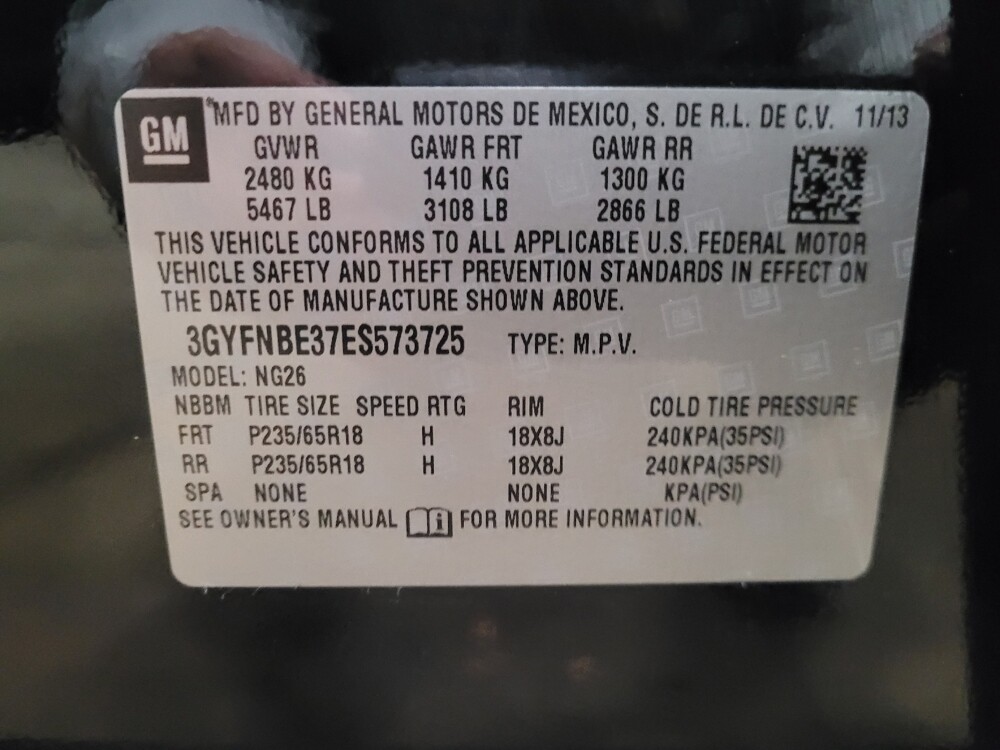 GM
®MFD BY GENERAL MOTORS DE MEXICO, S. DE R.L. DE C.V. 11/13
GVWR GAWR FRT GAWR RR
2480 KG 1410 KG 1300 KG
5467 LB 3108 LB 2866 LB
THIS VEHICLE CONFORMS TO ALL APPLICABLE U.S. FEDERAL MOTOR
VEHICLE SAFETY AND THEFT PREVENTION STANDARDS IN EFFECT ON
THE DATE OF MANUFACTURE SHOWN ABOVE.
3GYFNBE37ES573725 TYPE: M.P.V.
MODEL: NG26
NBBM TIRE SIZE SPEED RTG RIM COLD TIRE PRESSURE
FRT P235/65R18 H 18X8J 240KPA(35PSI)
RR P235/65R18 H 18X8J 240KPA(35PSI)
SPA NONE NONE KPA(PSI)
SEE OWNER'S MANUAL i FOR MORE INFORMATION.